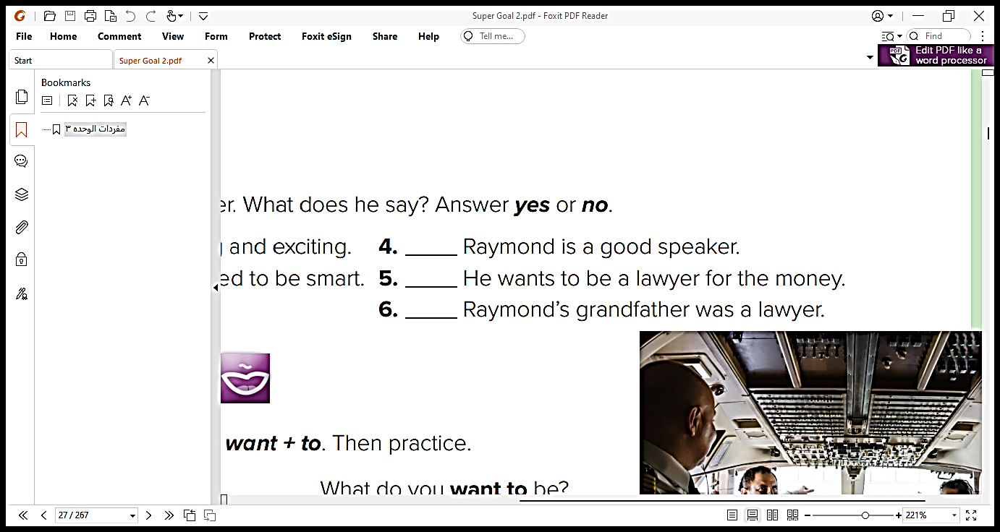 Super Goal 2.pdf - Foxit PDF Reader
File Home Comment View Form Protect Foxit eSign Share Help Tell me... Find
Start Super Goal 2.pdf
Edit PDF like a
word processor
PDF
Bookmarks
مفردات الوحده ٣
er. What does he say? Answer yes or no.
and exciting. 4. _____ Raymond is a good speaker.
ed to be smart. 5. _____ He wants to be a lawyer for the money.
6. _____ Raymond’s grandfather was a lawyer.
want + to. Then practice.
What do you want to be?
27 / 267
221%